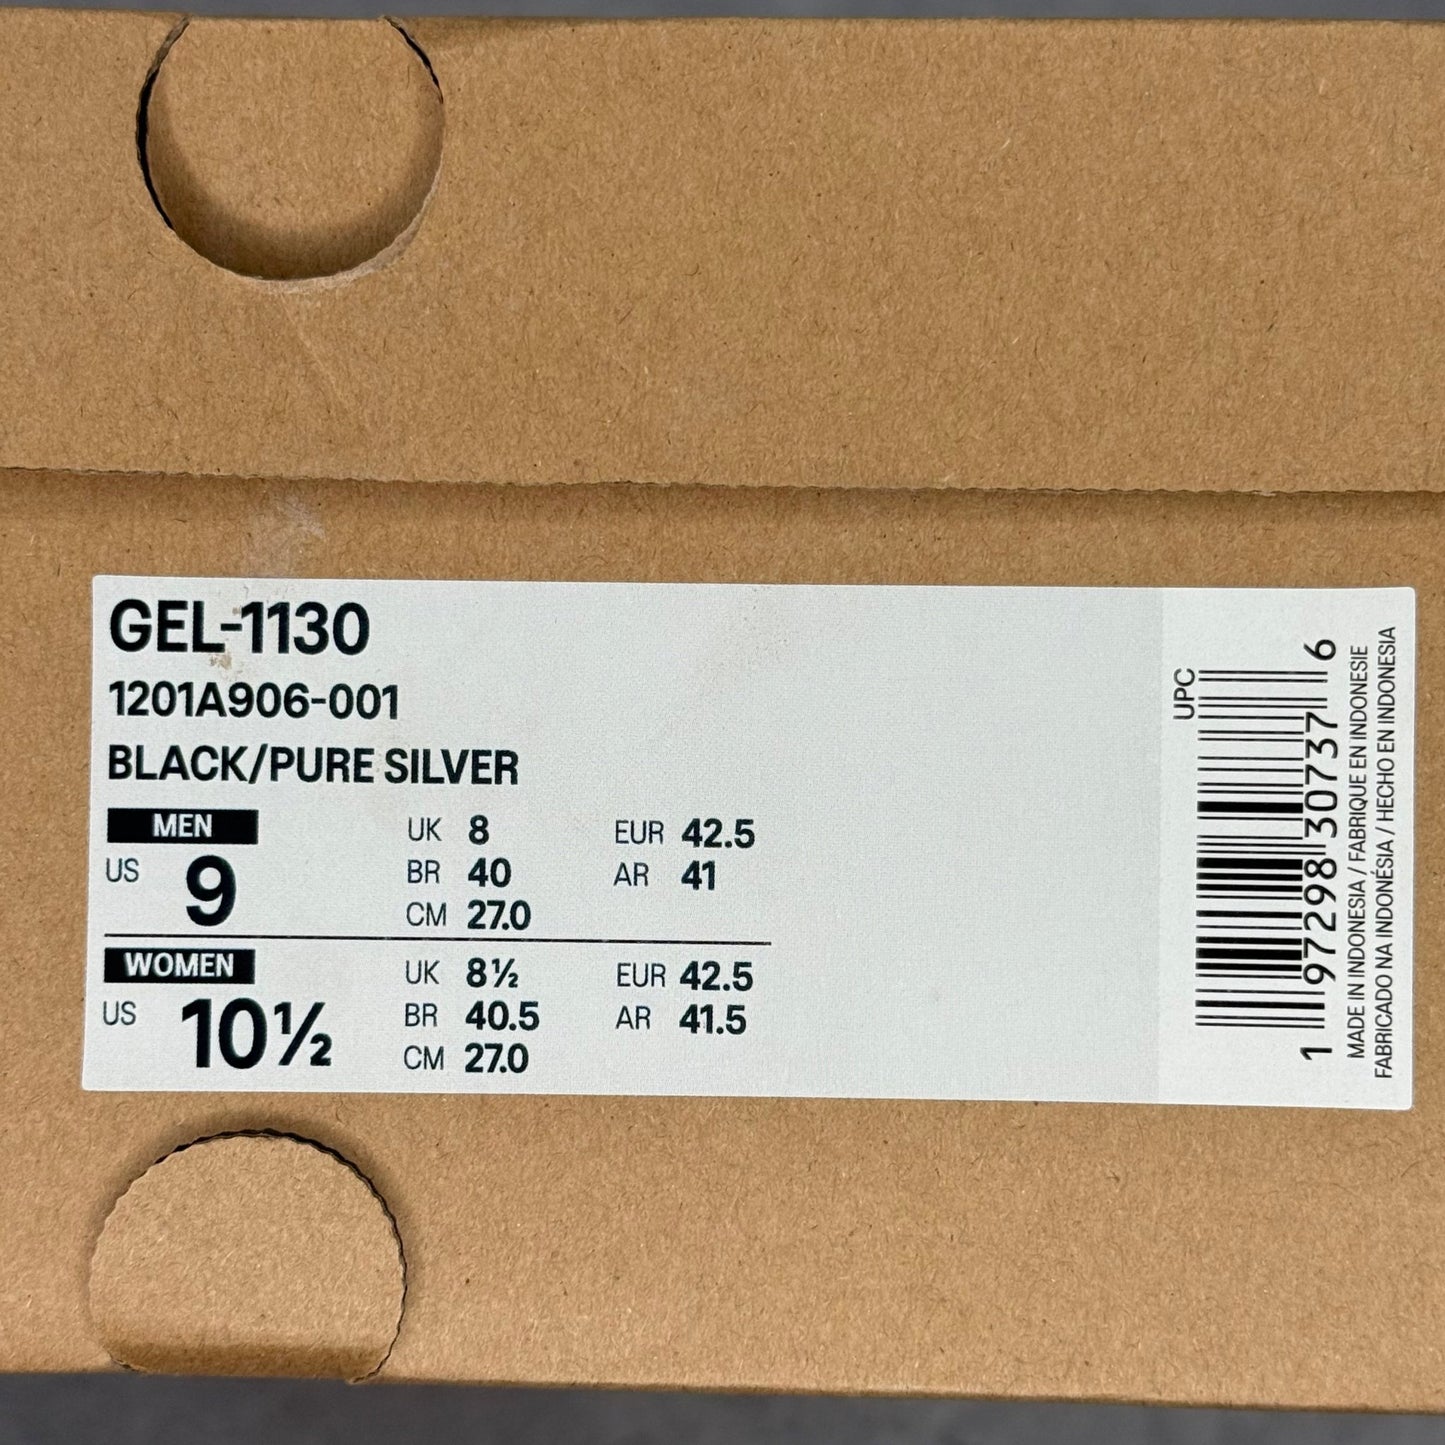 GEL-1130
1201A906-001
BLACK/PURE SILVER
MEN
US 9
UK 8
BR 40
CM 27.0
EUR 42.5
AR 41
WOMEN
US 10½
UK 8½
BR 40.5
CM 27.0
EUR 42.5
AR 41.5
UPC
1 97298 30737 6
MADE IN INDONESIA / FABRIQUE EN INDONESIE
FABRICADO NA INDONÉSIA / HECHO EN INDONESIA